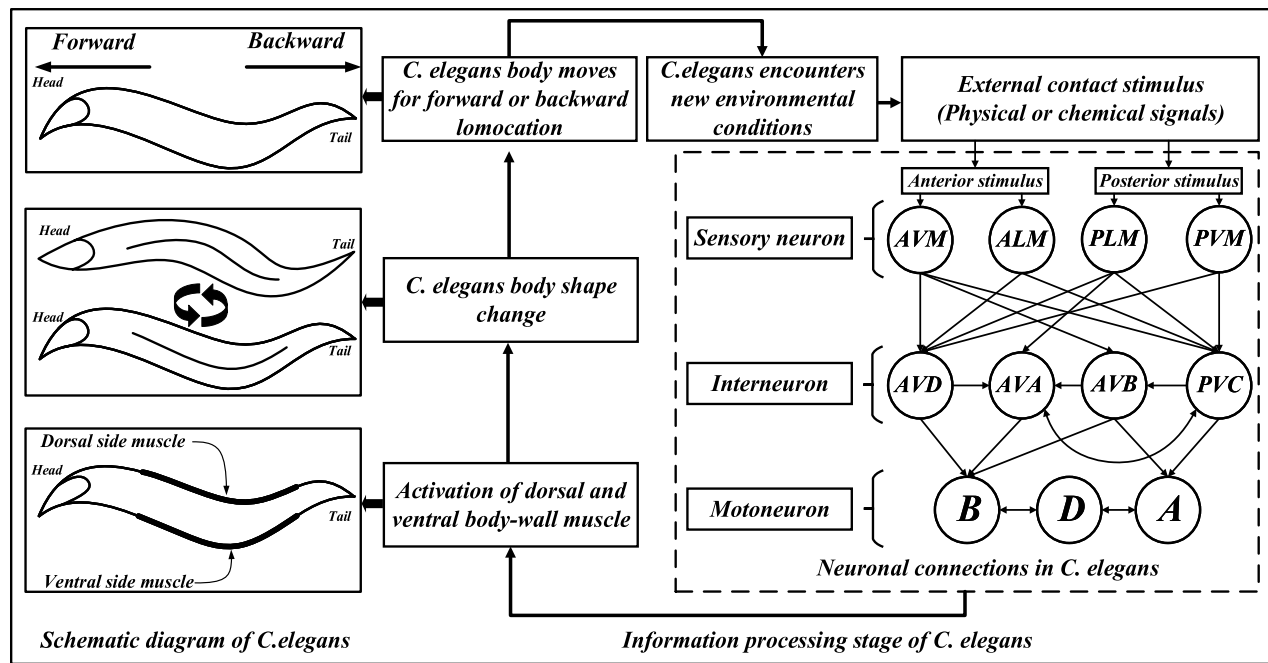 Forward
Backward
Head
Tail
C. elegans body moves
for forward or backward
lomocation
C.elegans encounters
new environmental
conditions
External contact stimulus
(Physical or chemical signals)
Anterior stimulus
Posterior stimulus
Head
Tail
Head
Tail
C. elegans body shape
change
Sensory neuron
AVM
ALM
PLM
PVM
Interneuron
AVD
AVA
AVB
PVC
Dorsal side muscle
Head
Tail
Ventral side muscle
Activation of dorsal and
ventral body-wall muscle
Motoneuron
B
D
A
Neuronal connections in C. elegans
Schematic diagram of C.elegans
Information processing stage of C. elegans